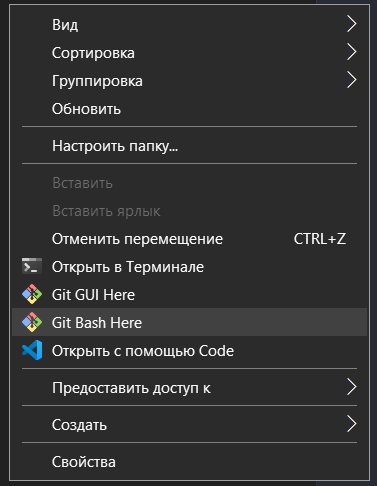 Вид
Сортировка
Группировка
Обновить
Настроить папку...
Вставить
Вставить ярлык
Отменить перемещение CTRL+Z
Открыть в Терминале
Git GUI Here
Git Bash Here
Открыть с помощью Code
Предоставить доступ к
Создать
Свойства